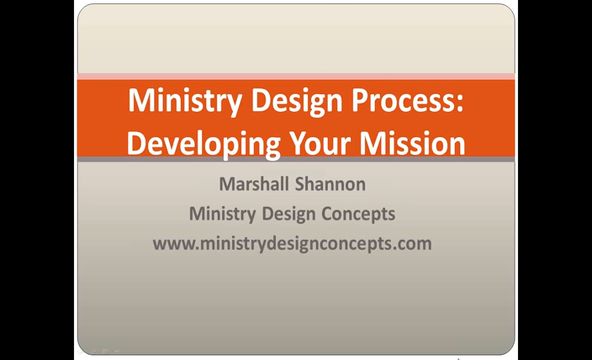 Ministry Design Process:
Developing Your Mission
Marshall Shannon
Ministry Design Concepts
www.ministrydesignconcepts.com